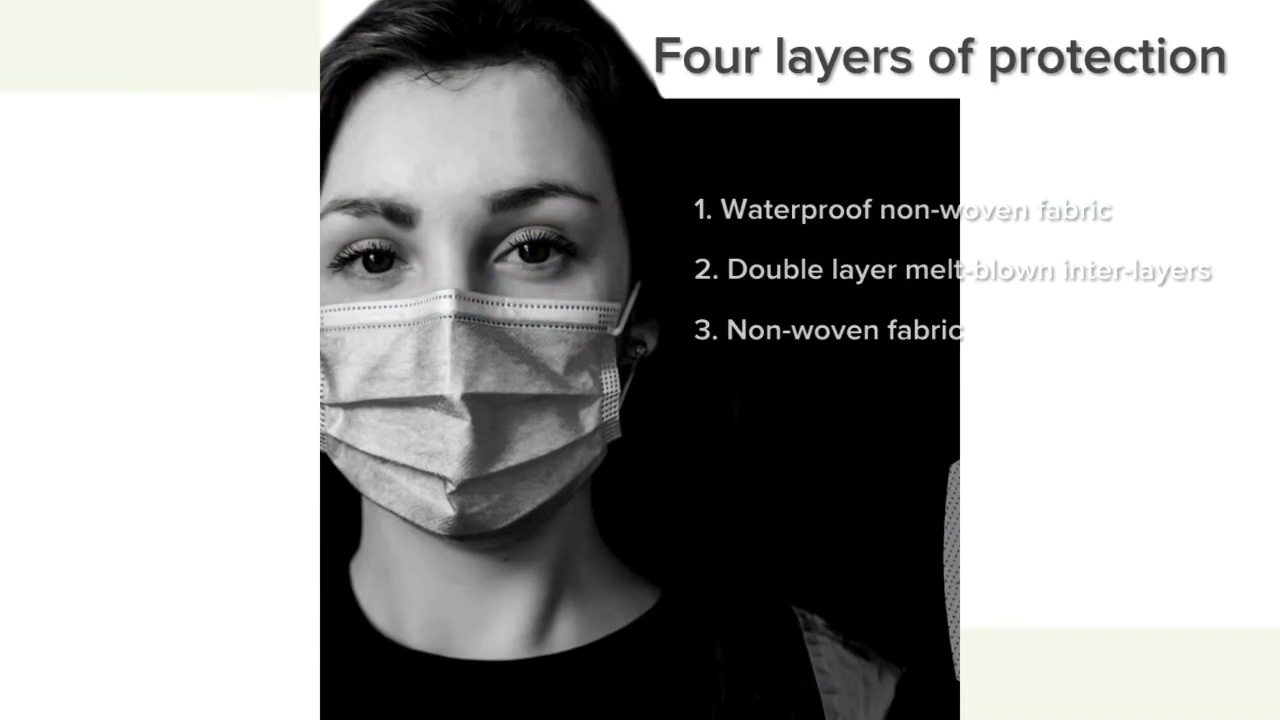 Four layers of protection
1. Waterproof non-woven fabric
2. Double layer melt-blown inter-layers
3. Non-woven fabric